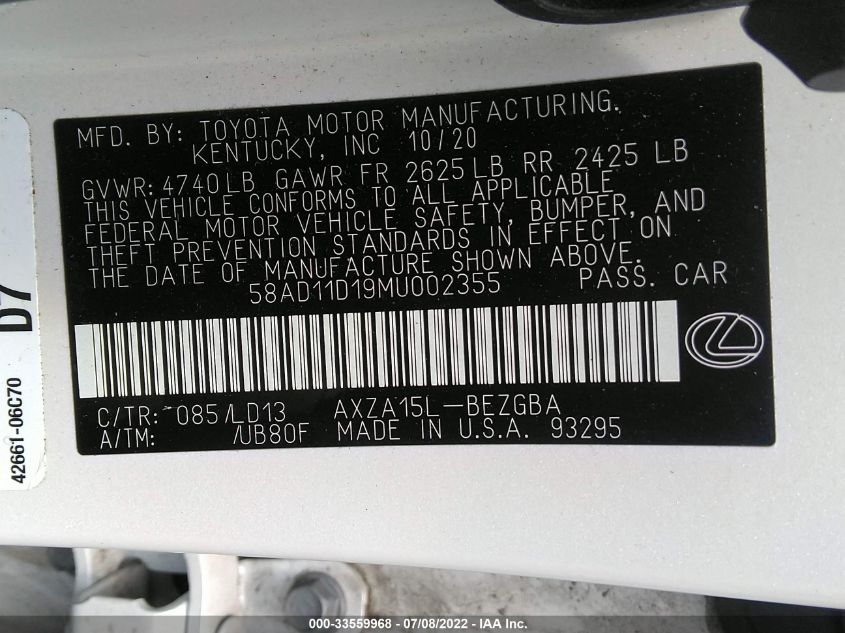 MFD. BY: TOYOTA MOTOR MANUFACTURING.
KENTUCKY, INC 10/20
GVWR: 4740LB GAWR FR 2625LB RR 2425 LB
THIS VEHICLE CONFORMS TO ALL APPLICABLE
FEDERAL MOTOR VEHICLE SAFETY, BUMPER, AND
THEFT PREVENTION STANDARDS IN EFFECT ON
THE DATE OF MANUFACTURE SHOWN ABOVE.
58AD11D19MU002355 PASS. CAR
C/TR: 085/LD13 AXZA15L-BEZGBA
A/TM: /UB80F MADE IN U.S.A. 93295
D7
42661-06C70
000-33559968 - 07/08/2022 - IAA Inc.